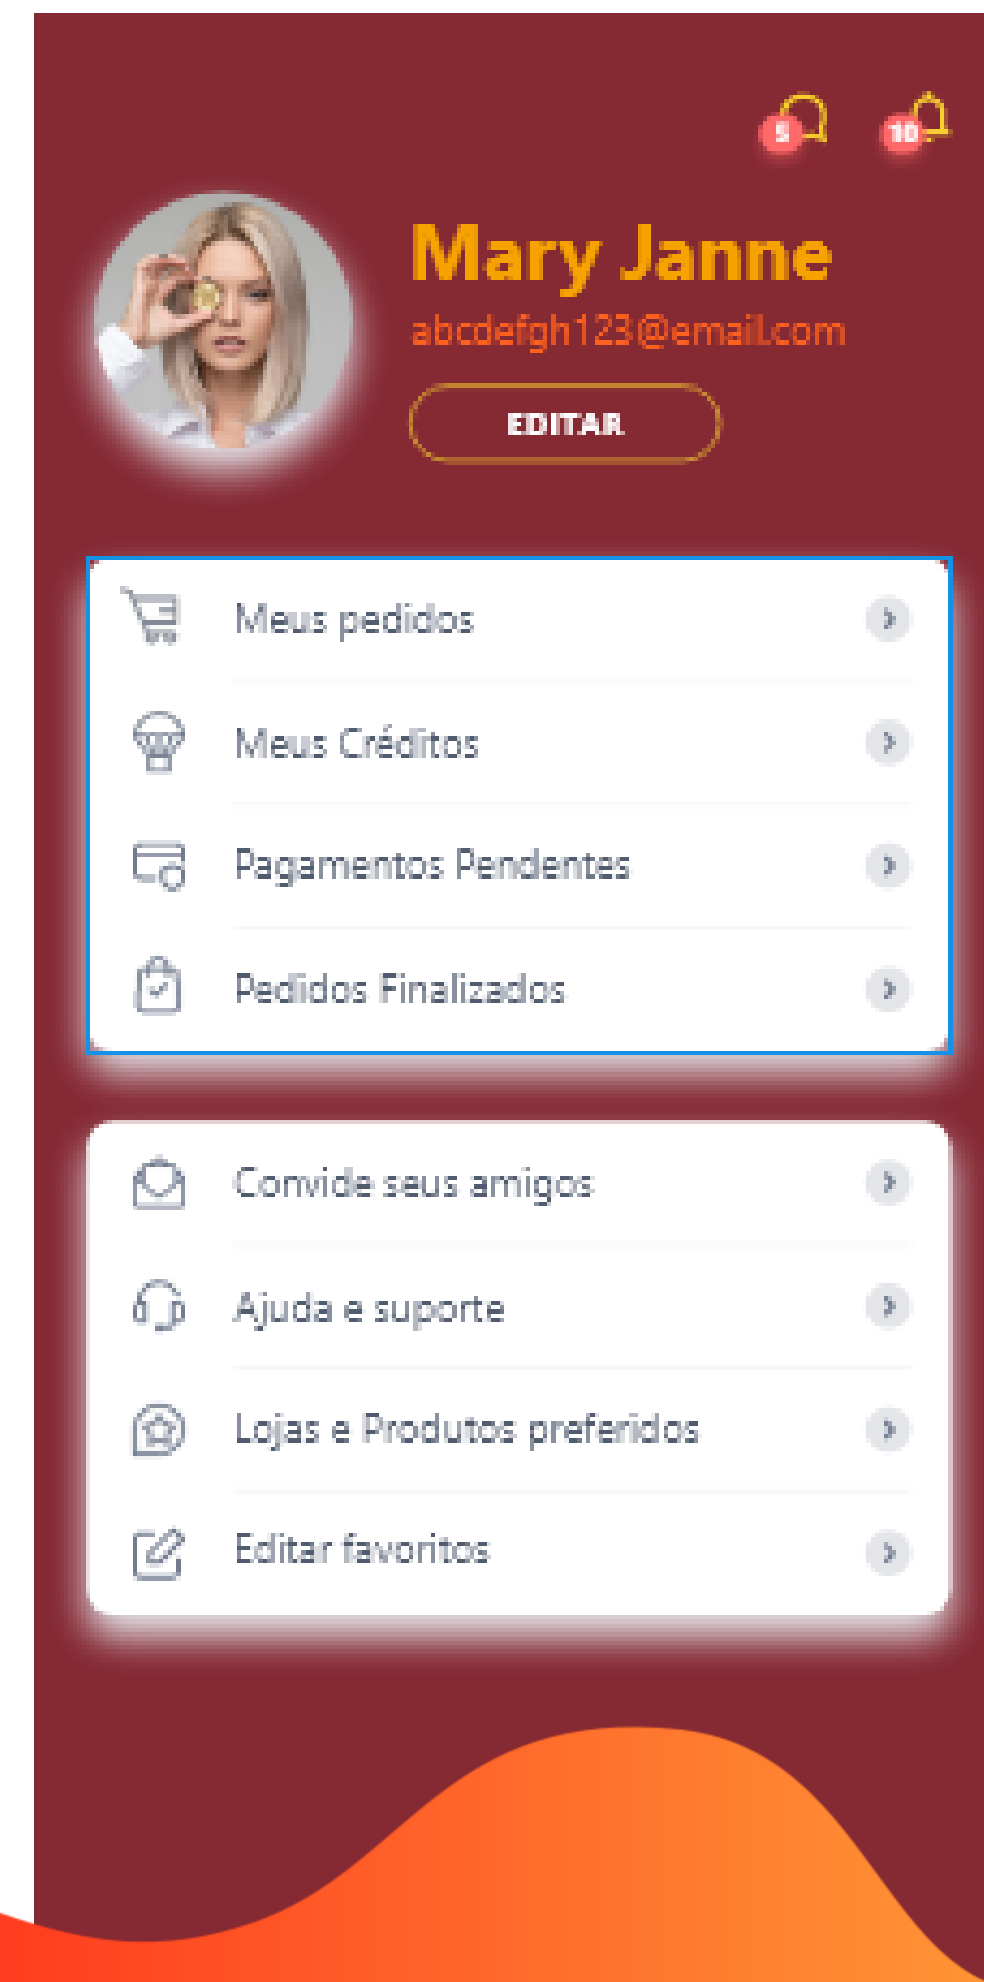 5
10
Mary Janne
abcdefgh123@email.com
EDITAR
Meus pedidos
Meus Créditos
Pagamentos Pendentes
Pedidos Finalizados
Convide seus amigos
Ajuda e suporte
Lojas e Produtos preferidos
Editar favoritos